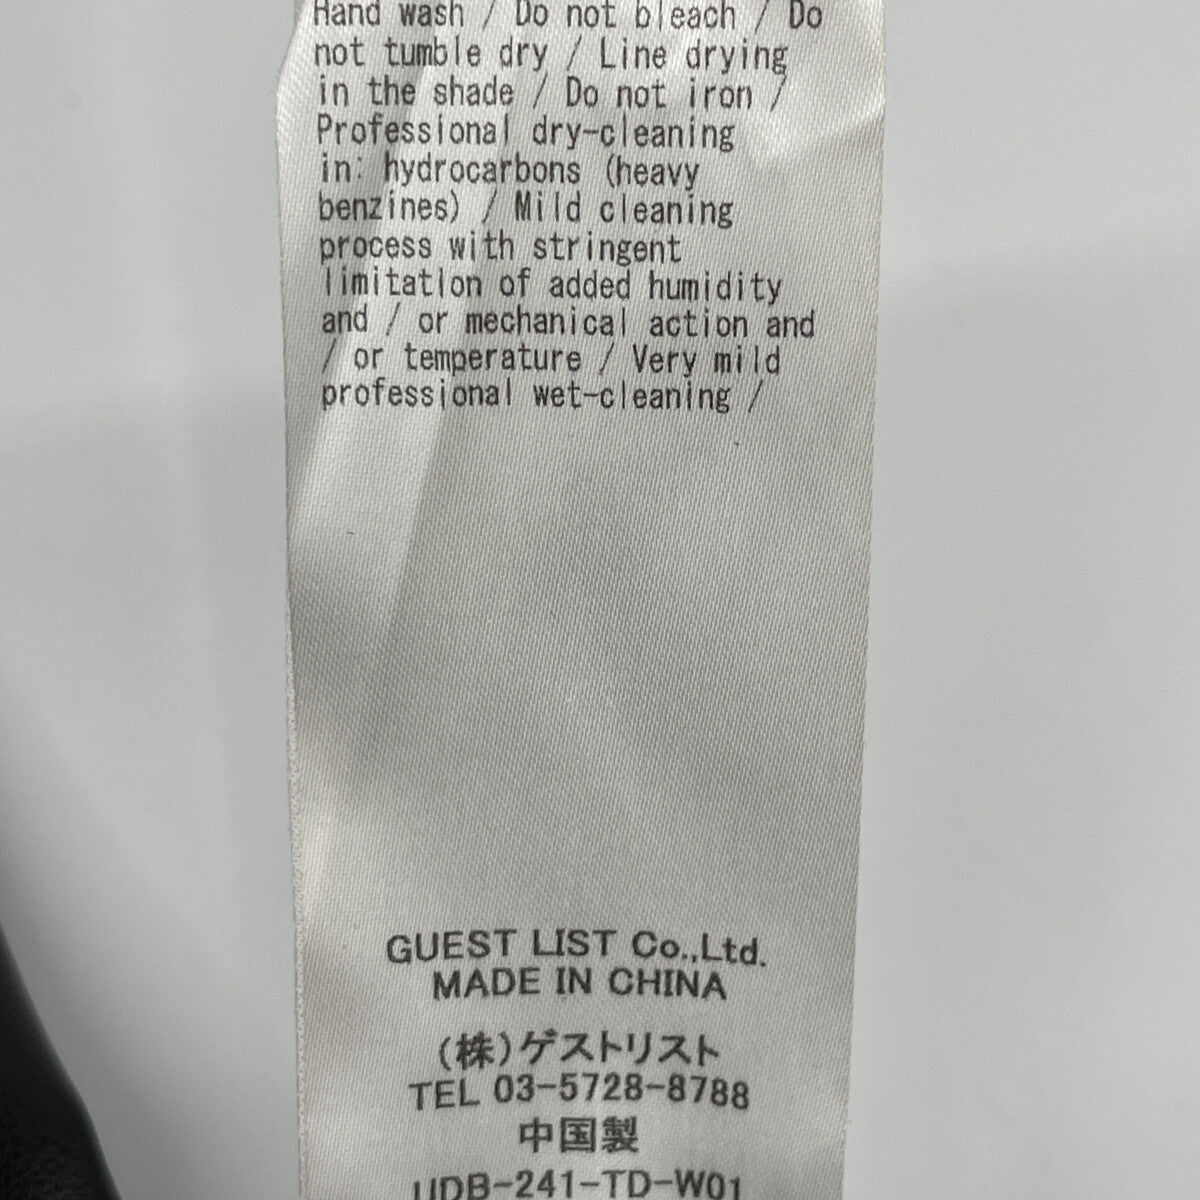 Hand wash / Do not bleach / Do
not tumble dry / Line drying
in the shade / Do not iron /
Professional dry-cleaning
in: hydrocarbons (heavy
benzines) / Mild cleaning
process with stringent
limitation of added humidity
and / or mechanical action and
/ or temperature / Very mild
professional wet-cleaning /
GUEST LIST Co.,Ltd.
MADE IN CHINA
(株)ゲストリスト
TEL 03-5728-8788
中国製
UDB-241-TD-W01